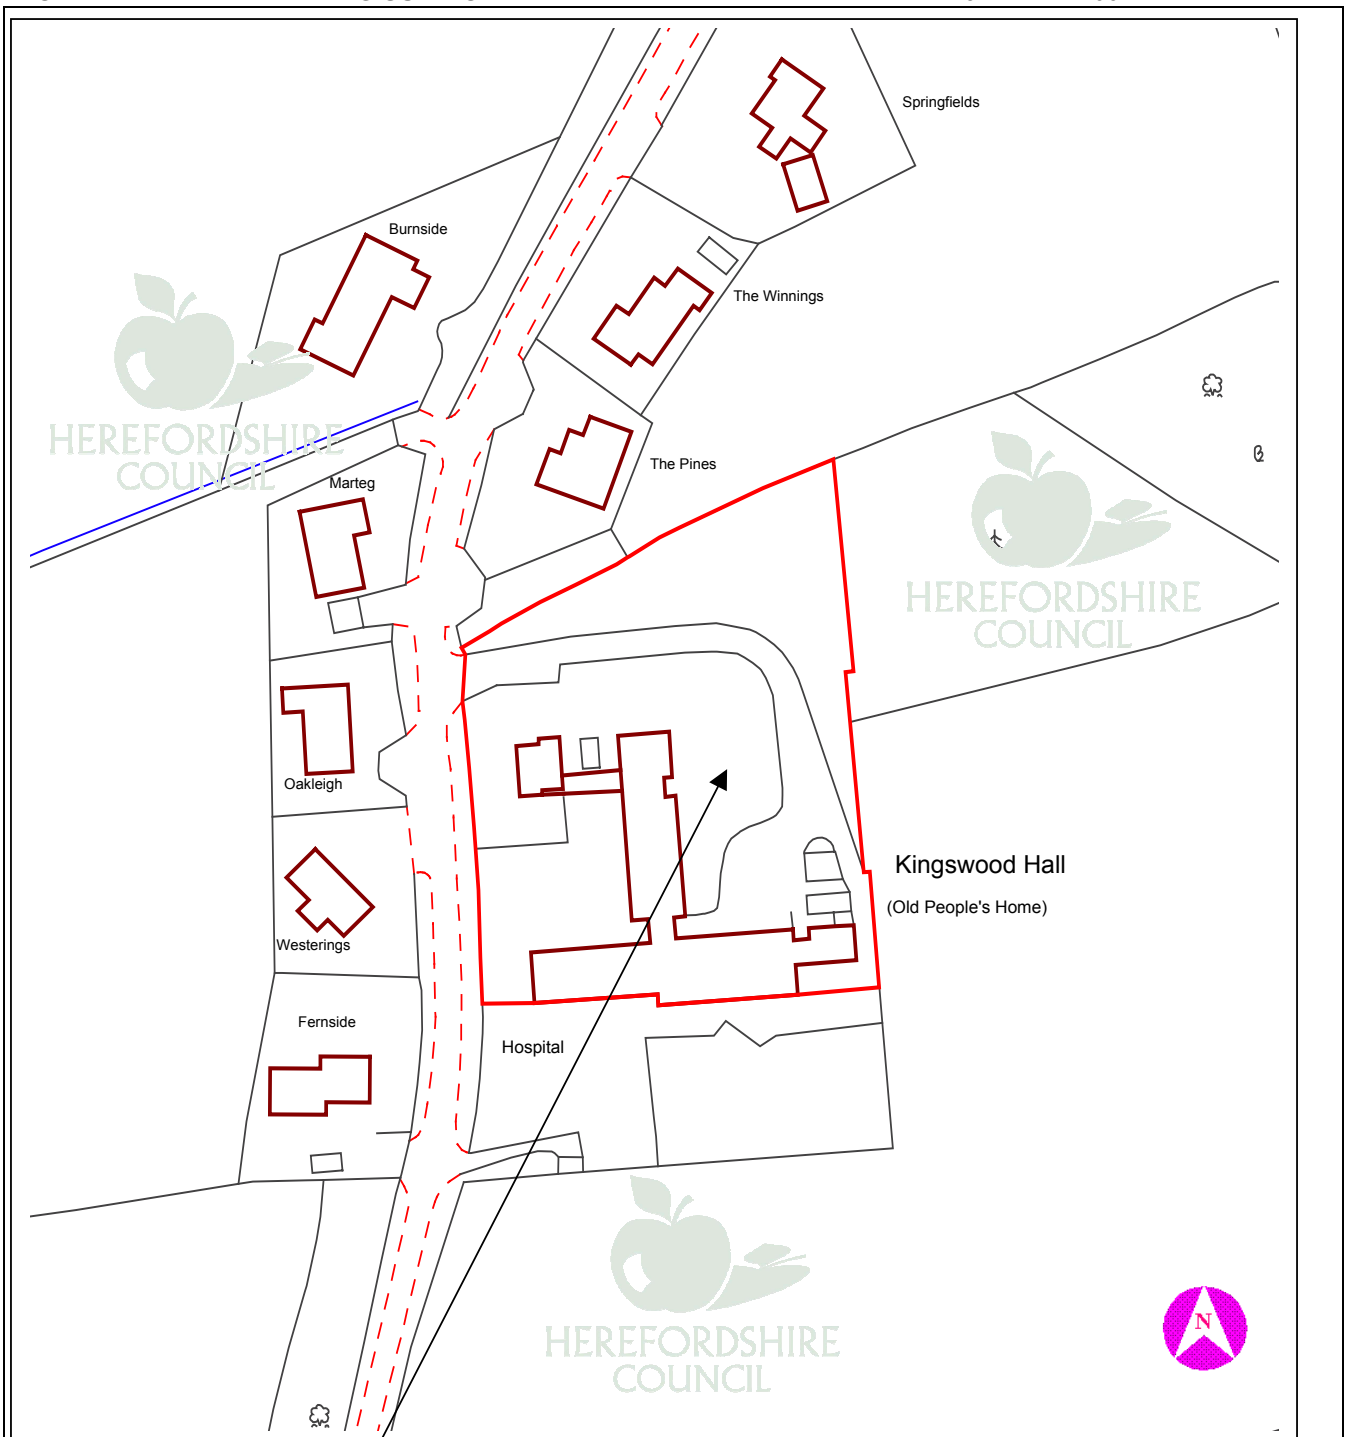 Springfields
Burnside
The Winnings
HEREFORDSHIRE
COUNCIL
The Pines
Marteg
HEREFORDSHIRE
COUNCIL
Oakleigh
Kingswood Hall
(Old People's Home)
Westerings
Fernside
Hospital
HEREFORDSHIRE
COUNCIL
N